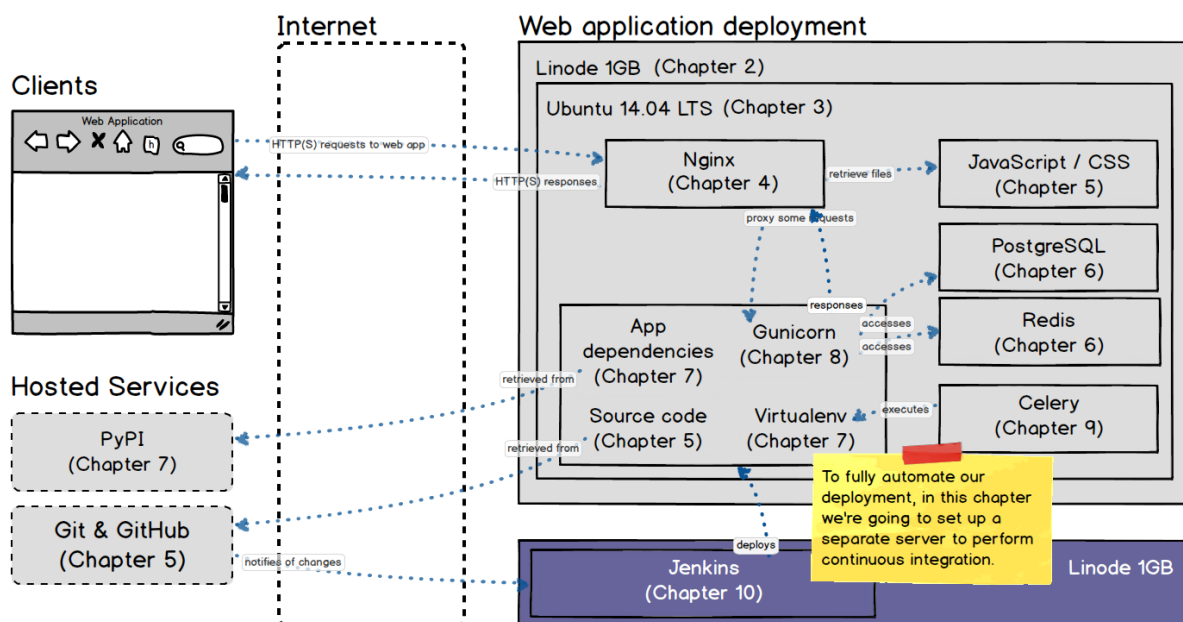 Internet
Web application deployment
Clients
Web Application
h
HTTP(S) requests to web app
HTTP(S) responses
Linode 1GB (Chapter 2)
Ubuntu 14.04 LTS (Chapter 3)
Nginx
(Chapter 4)
retrieve files
JavaScript / CSS
(Chapter 5)
proxy some requests
PostgreSQL
(Chapter 6)
responses
accesses
Redis
(Chapter 6)
accesses
App
dependencies
(Chapter 7)
Gunicorn
(Chapter 8)
retrieved from
Source code
(Chapter 5)
Virtualenv
(Chapter 7)
executes
Celery
(Chapter 9)
retrieved from
Hosted Services
PyPI
(Chapter 7)
Git & GitHub
(Chapter 5)
notifies of changes
deploys
To fully automate our
deployment, in this chapter
we're going to set up a
separate server to perform
continuous integration.
Jenkins
(Chapter 10)
Linode 1GB